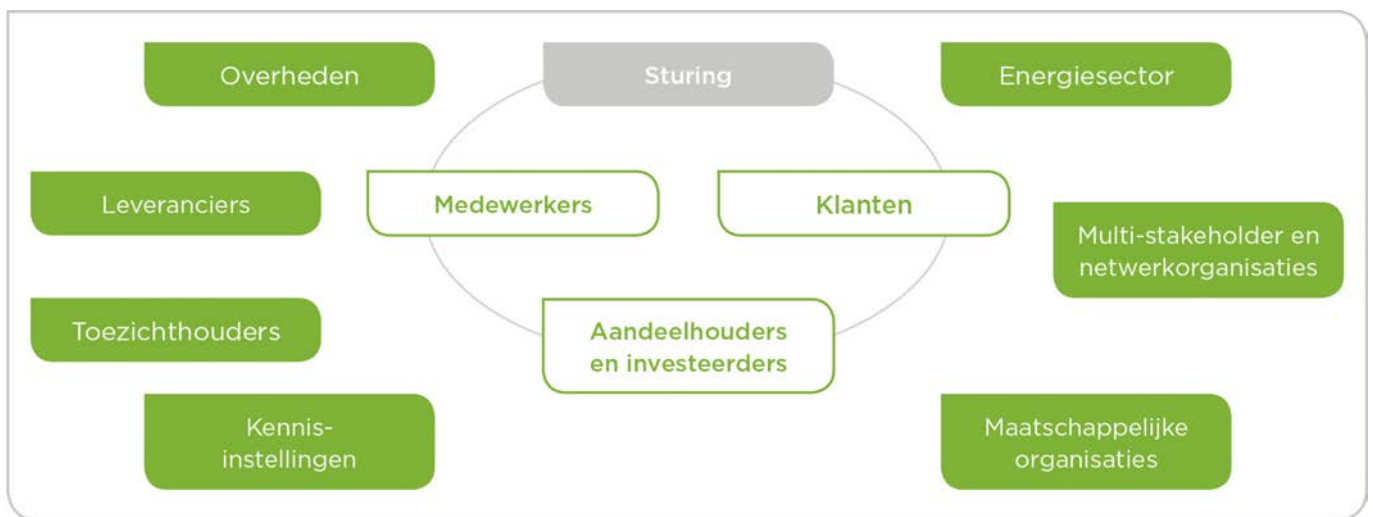 Overheden
Sturing
Energiesector
Leveranciers
Medewerkers
Klanten
Multi-stakeholder en
netwerkorganisaties
Toezichthouders
Aandeelhouders
en investeerders
Kennis-
instellingen
Maatschappelijke
organisaties